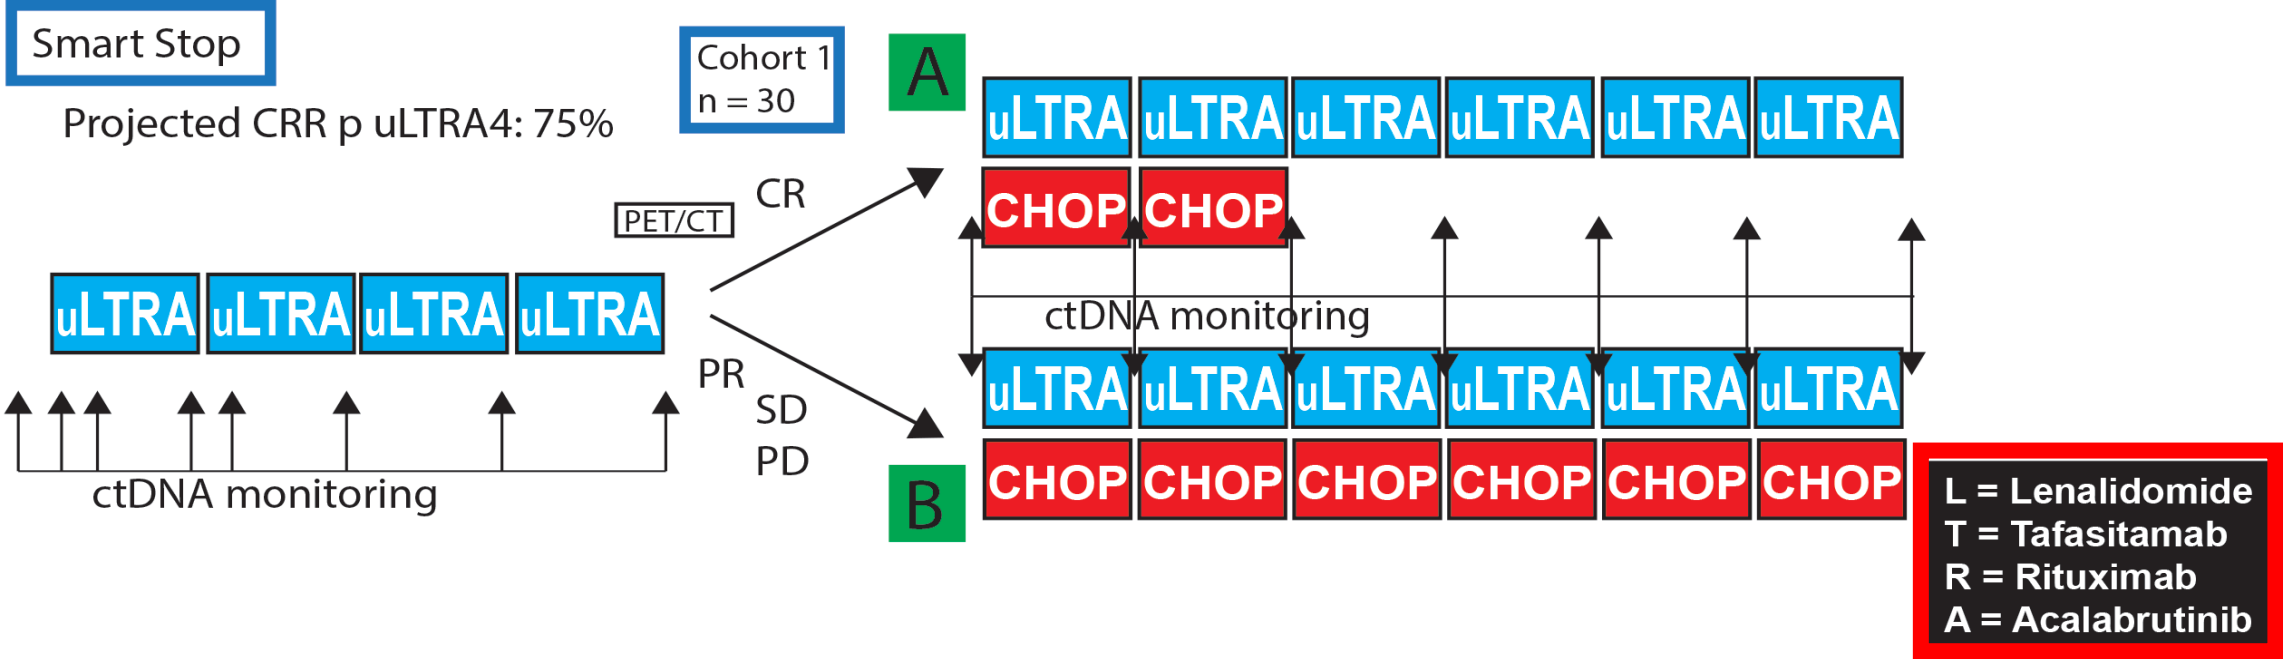 Smart Stop
Projected CRR p uLTRA4: 75%
Cohort 1
n = 30
A
uLTRA uLTRA uLTRA uLTRA uLTRA uLTRA
CHOP CHOP
PET/CT
CR
uLTRA uLTRA uLTRA uLTRA
ctDNA monitoring
PR
SD
PD
ctDNA monitoring
uLTRA uLTRA uLTRA uLTRA uLTRA uLTRA
CHOP CHOP CHOP CHOP CHOP CHOP
B
L = Lenalidomide
T = Tafasitamab
R = Rituximab
A = Acalabrutinib